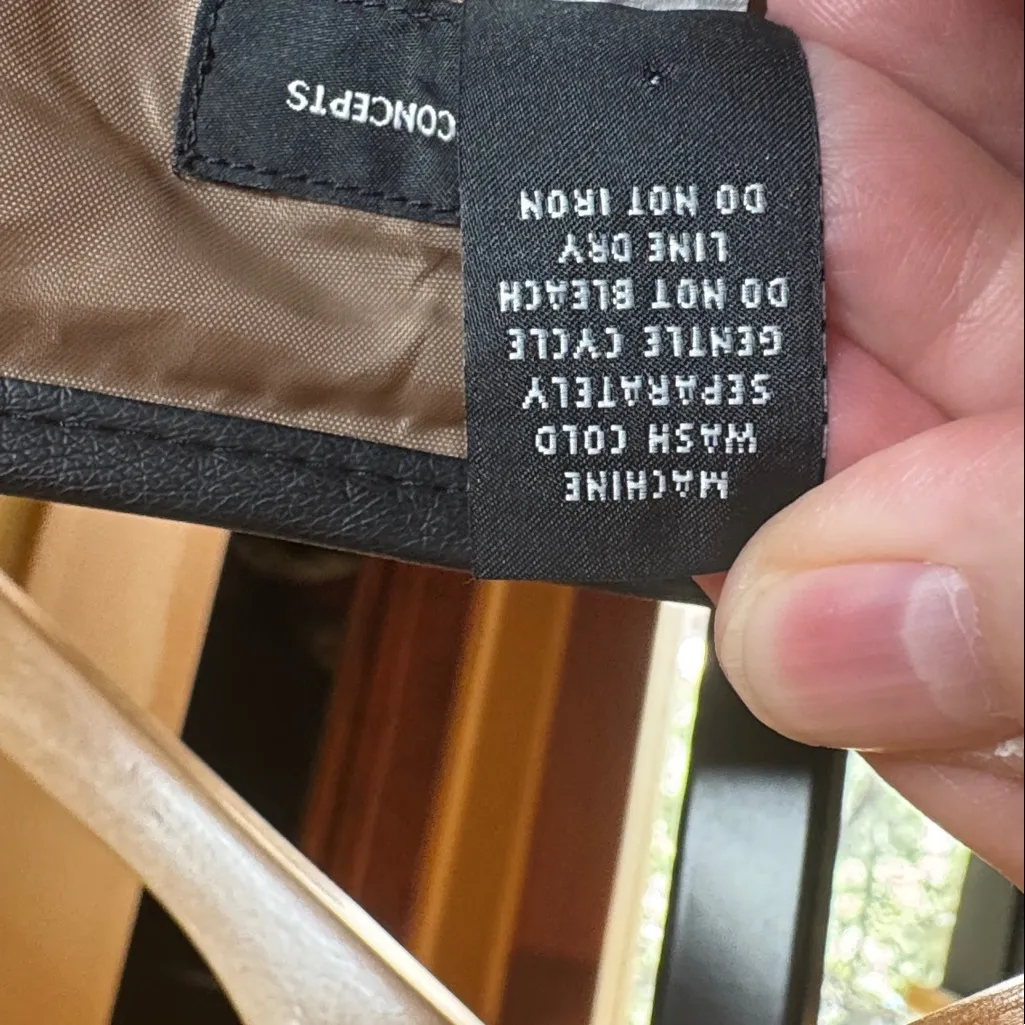 MACHINE
WASH COLD
SEPARATELY
GENTLE CYCLE
DO NOT BLEACH
LINE DRY
DO NOT IRON
CONCEPTS